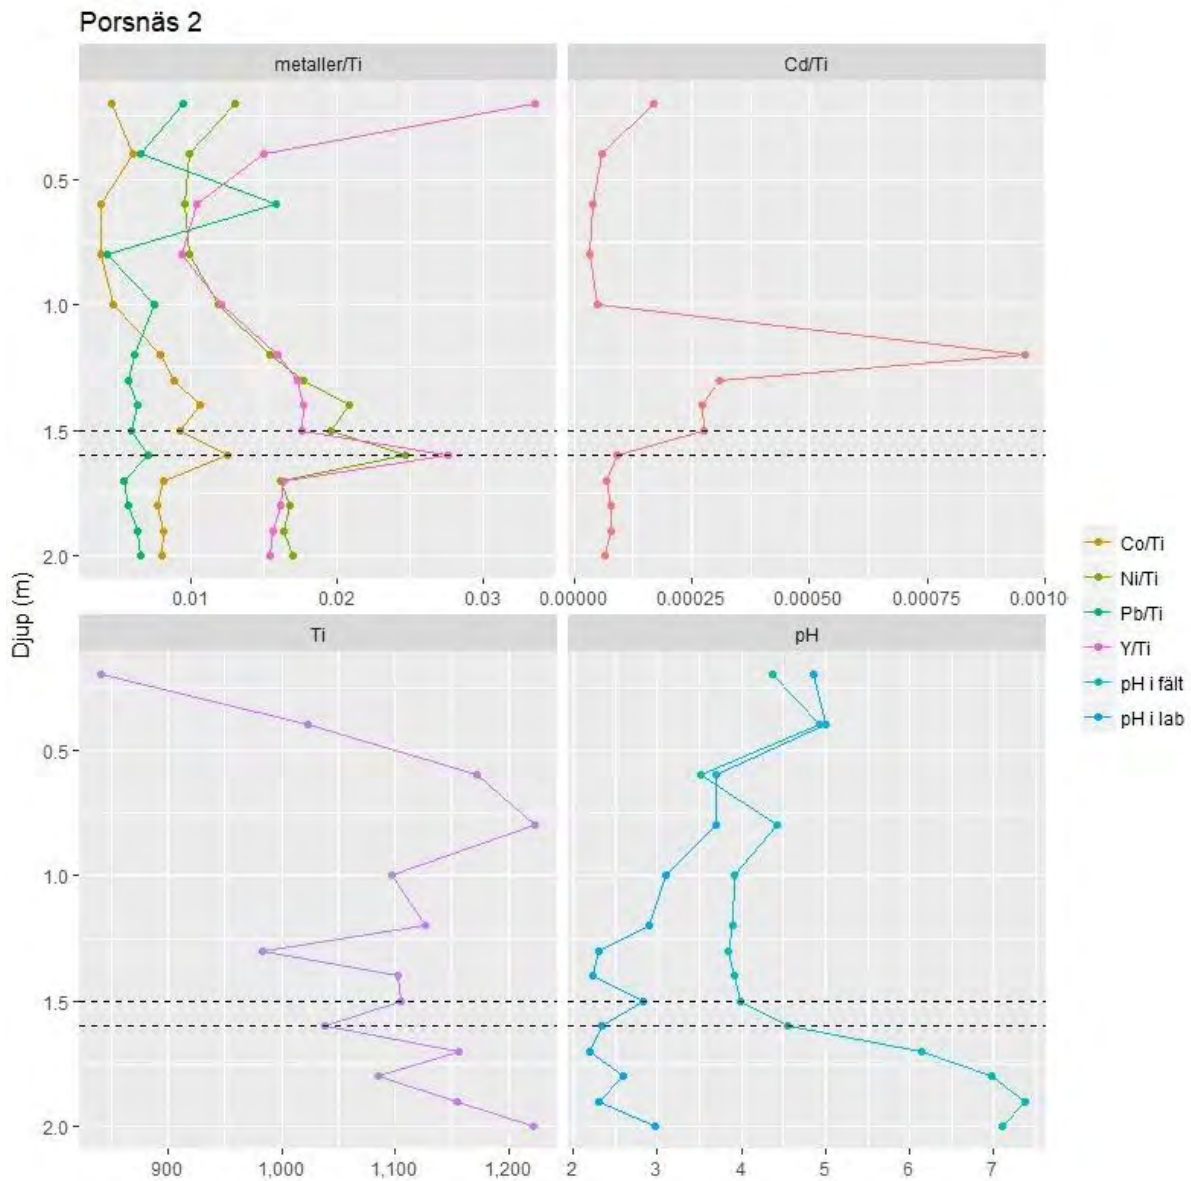 Porsnäs 2
metaller/Ti
Cd/Ti
0.5
1.0
1.5
2.0
0.01 0.02 0.03
0.00000 0.00025 0.00050 0.00075 0.0010
Djup (m)
Ti
pH
0.5
1.0
1.5
2.0
900 1,000 1,100 1,200
2 3 4 5 6 7
Co/Ti
Ni/Ti
Pb/Ti
Y/Ti
pH i fält
pH i lab